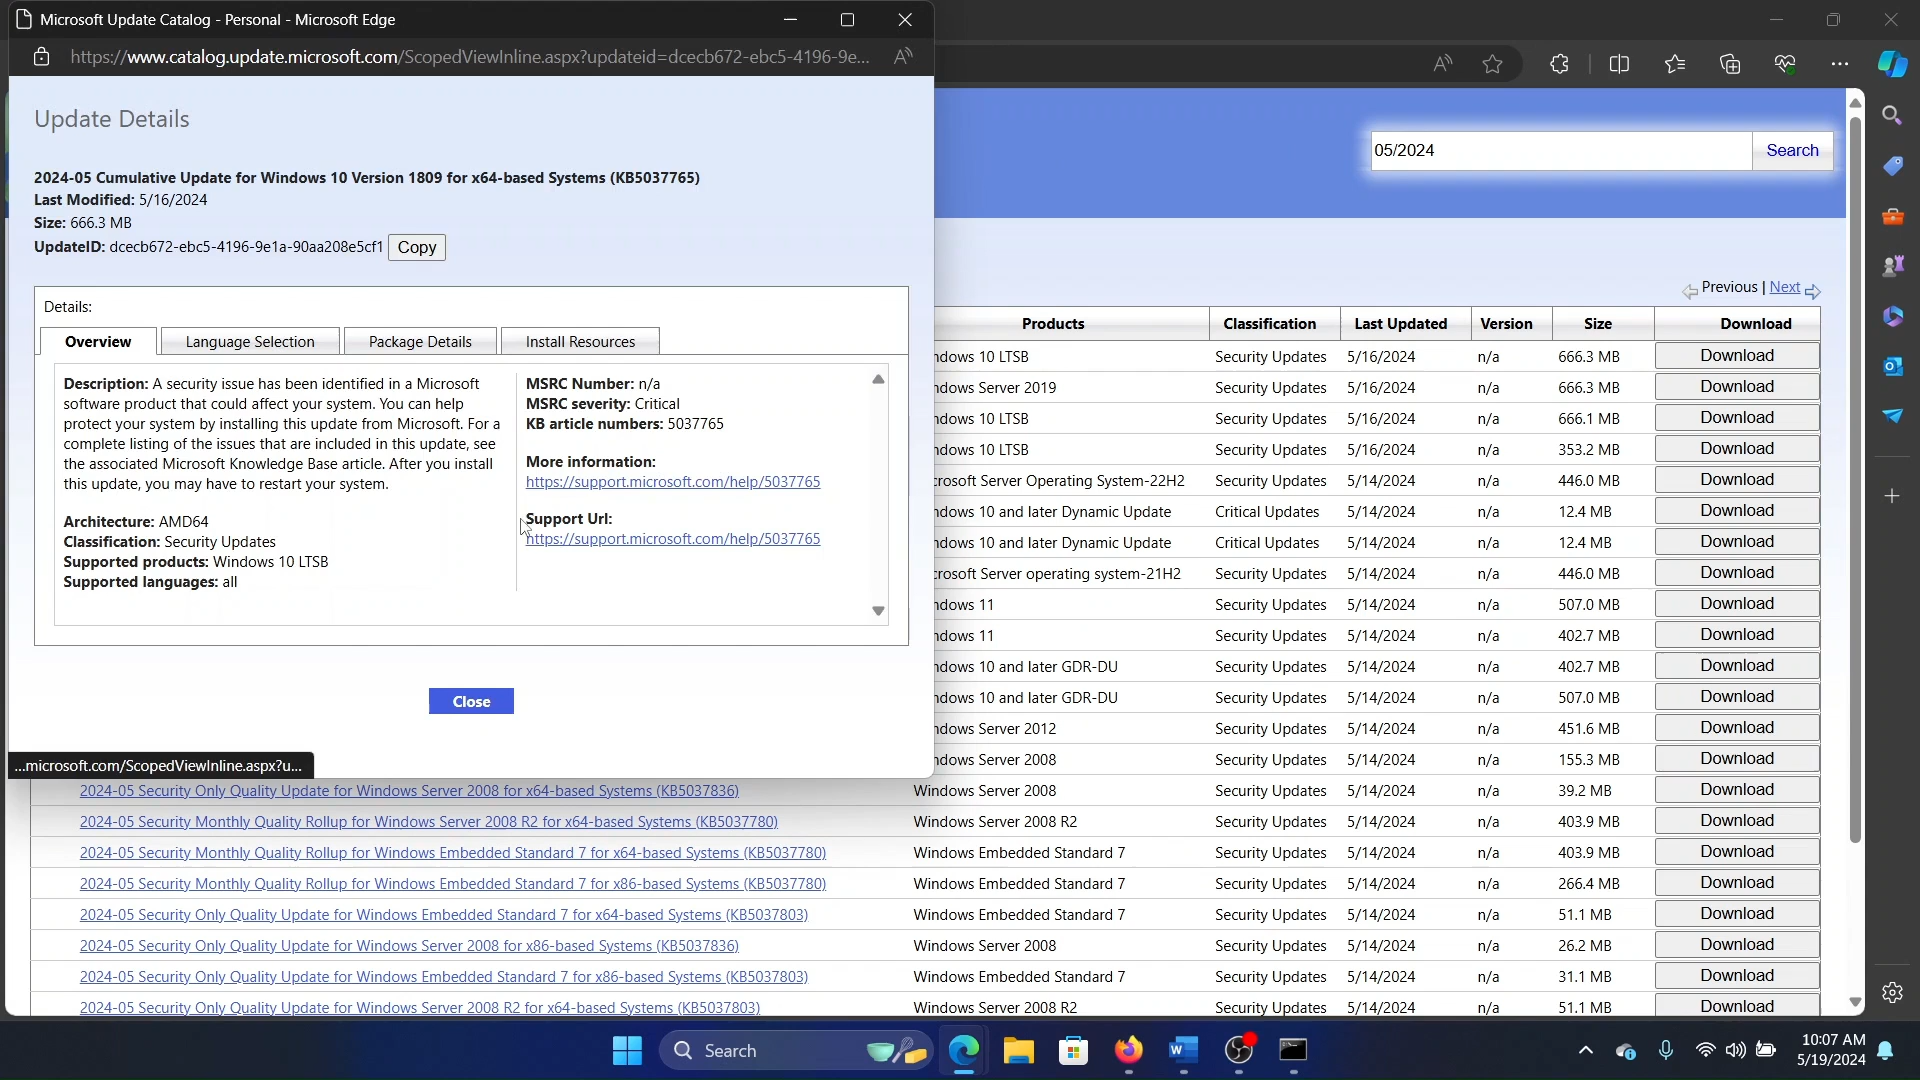 Microsoft Update Catalog - Personal - Microsoft Edge
https://www.catalog.update.microsoft.com/ScopedViewInline.aspx?updateid=dcecb672-ebc5-4196-9e...
Update Details
2024-05 Cumulative Update for Windows 10 Version 1809 for x64-based Systems (KB5037765)
Last Modified: 5/16/2024
Size: 666.3 MB
UpdateID: dcecb672-ebc5-4196-9e1a-90aa208e5cf1 Copy
Details:
Overview Language Selection Package Details Install Resources
Description: A security issue has been identified in a Microsoft
software product that could affect your system. You can help
protect your system by installing this update from Microsoft. For a
complete listing of the issues that are included in this update, see
the associated Microsoft Knowledge Base article. After you install
this update, you may have to restart your system.
Architecture: AMD64
Classification: Security Updates
Supported products: Windows 10 LTSB
Supported languages: all
MSRC Number: n/a
MSRC severity: Critical
KB article numbers: 5037765
More information:
https://support.microsoft.com/help/5037765
Support Url:
https://support.microsoft.com/help/5037765
Close
...microsoft.com/ScopedViewInline.aspx?u...
05/2024 Search
Previous | Next
Products Classification Last Updated Version Size Download
ndows 10 LTSB Security Updates 5/16/2024 n/a 666.3 MB Download
ndows Server 2019 Security Updates 5/16/2024 n/a 666.3 MB Download
ndows 10 LTSB Security Updates 5/16/2024 n/a 666.1 MB Download
ndows 10 LTSB Security Updates 5/16/2024 n/a 353.2 MB Download
crosoft Server Operating System-22H2 Security Updates 5/14/2024 n/a 446.0 MB Download
ndows 10 and later Dynamic Update Critical Updates 5/14/2024 n/a 12.4 MB Download
ndows 10 and later Dynamic Update Critical Updates 5/14/2024 n/a 12.4 MB Download
crosoft Server operating system-21H2 Security Updates 5/14/2024 n/a 446.0 MB Download
ndows 11 Security Updates 5/14/2024 n/a 507.0 MB Download
ndows 11 Security Updates 5/14/2024 n/a 402.7 MB Download
ndows 10 and later GDR-DU Security Updates 5/14/2024 n/a 402.7 MB Download
ndows 10 and later GDR-DU Security Updates 5/14/2024 n/a 507.0 MB Download
ndows Server 2012 Security Updates 5/14/2024 n/a 451.6 MB Download
ndows Server 2008 Security Updates 5/14/2024 n/a 155.3 MB Download
2024-05 Security Only Quality Update for Windows Server 2008 for x64-based Systems (KB5037836) Windows Server 2008 Security Updates 5/14/2024 n/a 39.2 MB Download
2024-05 Security Monthly Quality Rollup for Windows Server 2008 R2 for x64-based Systems (KB5037780) Windows Server 2008 R2 Security Updates 5/14/2024 n/a 403.9 MB Download
2024-05 Security Monthly Quality Rollup for Windows Embedded Standard 7 for x64-based Systems (KB5037780) Windows Embedded Standard 7 Security Updates 5/14/2024 n/a 403.9 MB Download
2024-05 Security Monthly Quality Rollup for Windows Embedded Standard 7 for x86-based Systems (KB5037780) Windows Embedded Standard 7 Security Updates 5/14/2024 n/a 266.4 MB Download
2024-05 Security Only Quality Update for Windows Embedded Standard 7 for x64-based Systems (KB5037803) Windows Embedded Standard 7 Security Updates 5/14/2024 n/a 51.1 MB Download
2024-05 Security Only Quality Update for Windows Server 2008 for x86-based Systems (KB5037836) Windows Server 2008 Security Updates 5/14/2024 n/a 26.2 MB Download
2024-05 Security Only Quality Update for Windows Embedded Standard 7 for x86-based Systems (KB5037803) Windows Embedded Standard 7 Security Updates 5/14/2024 n/a 31.1 MB Download
2024-05 Security Only Quality Update for Windows Server 2008 R2 for x64-based Systems (KB5037803) Windows Server 2008 R2 Security Updates 5/14/2024 n/a 51.1 MB Download
Search
10:07 AM
5/19/2024